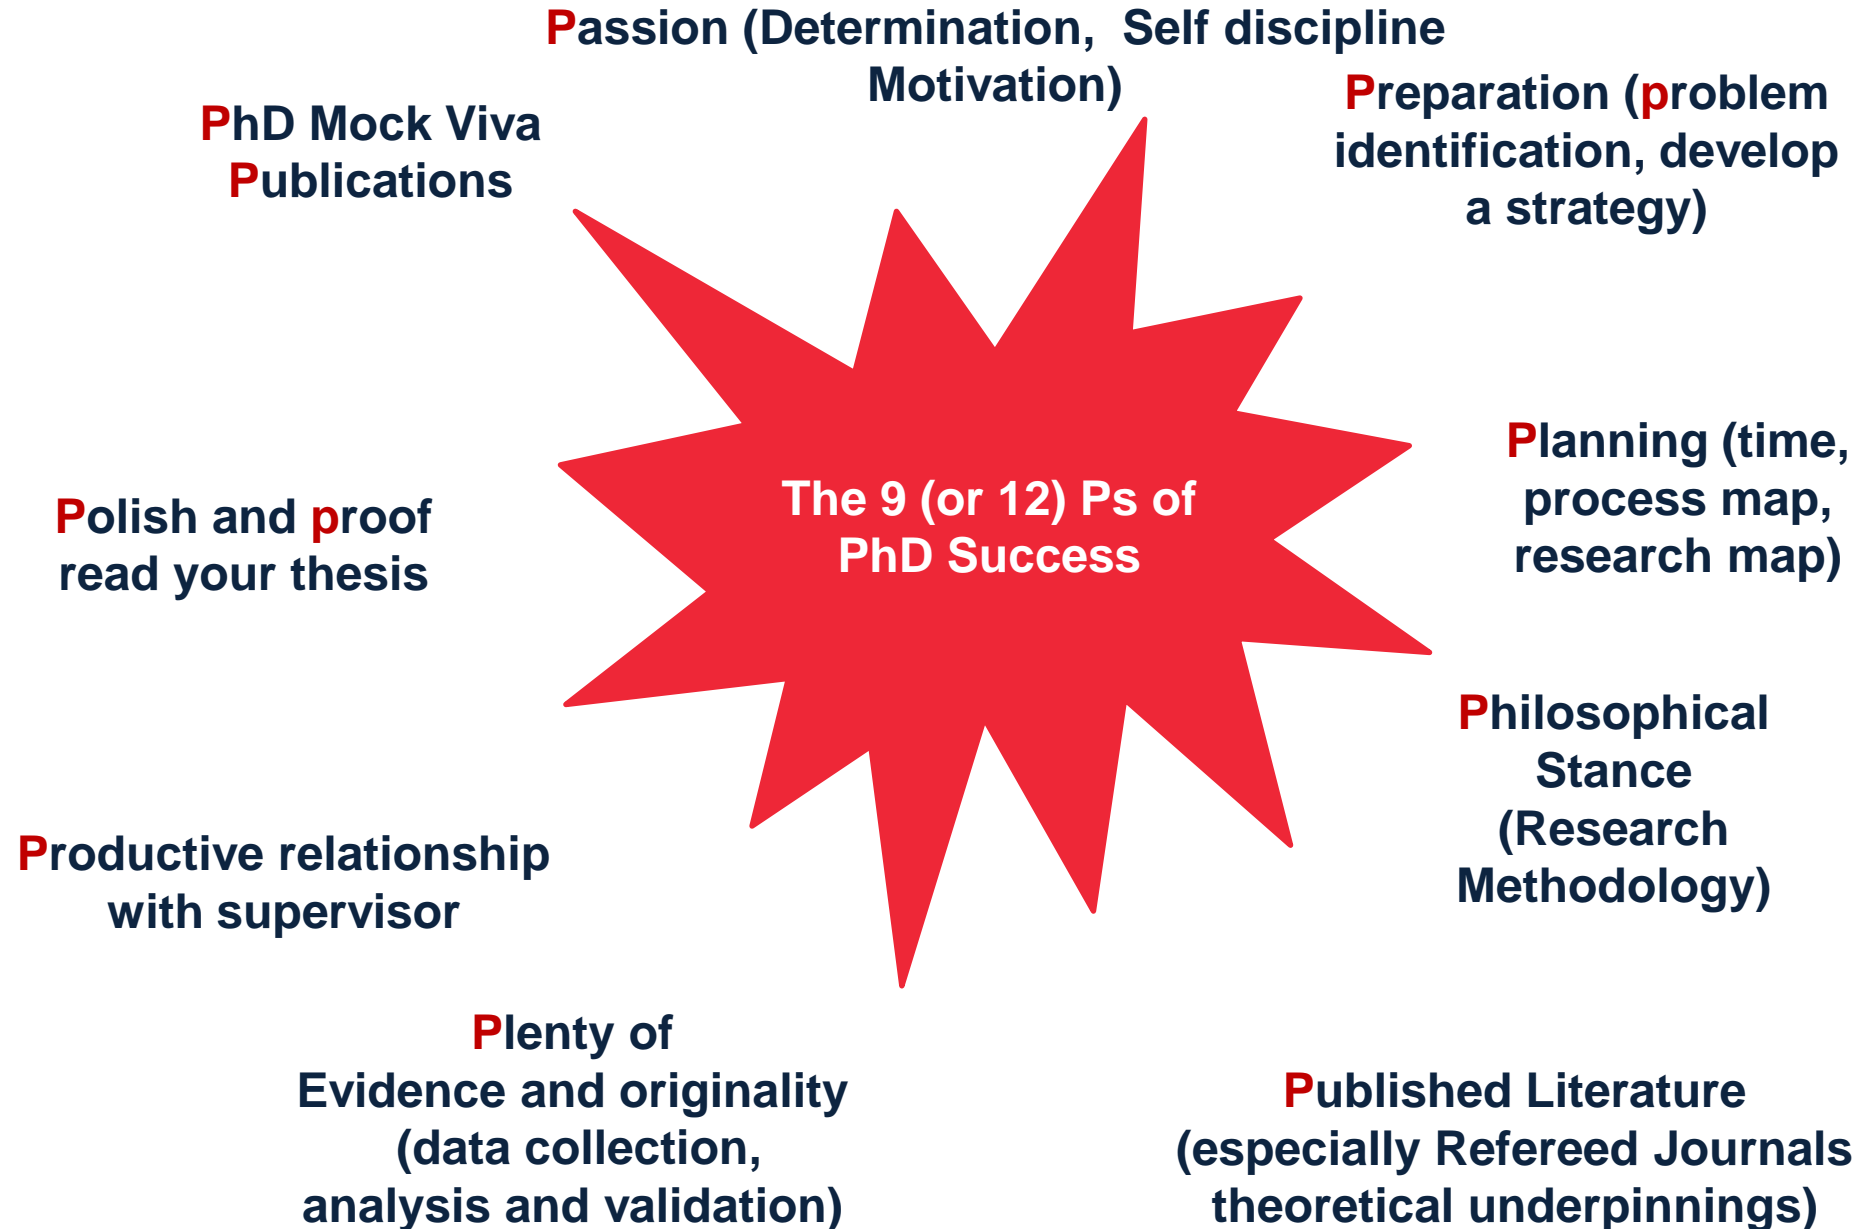 Passion (Determination, Self discipline
Motivation)
Preparation (problem
identification, develop
a strategy)
Planning (time,
process map,
research map)
Philosophical
Stance
(Research
Methodology)
Published Literature
(especially Refereed Journals
theoretical underpinnings)
Plenty of
Evidence and originality
(data collection,
analysis and validation)
Productive relationship
with supervisor
Polish and proof
read your thesis
PhD Mock Viva
Publications
The 9 (or 12) Ps of
PhD Success